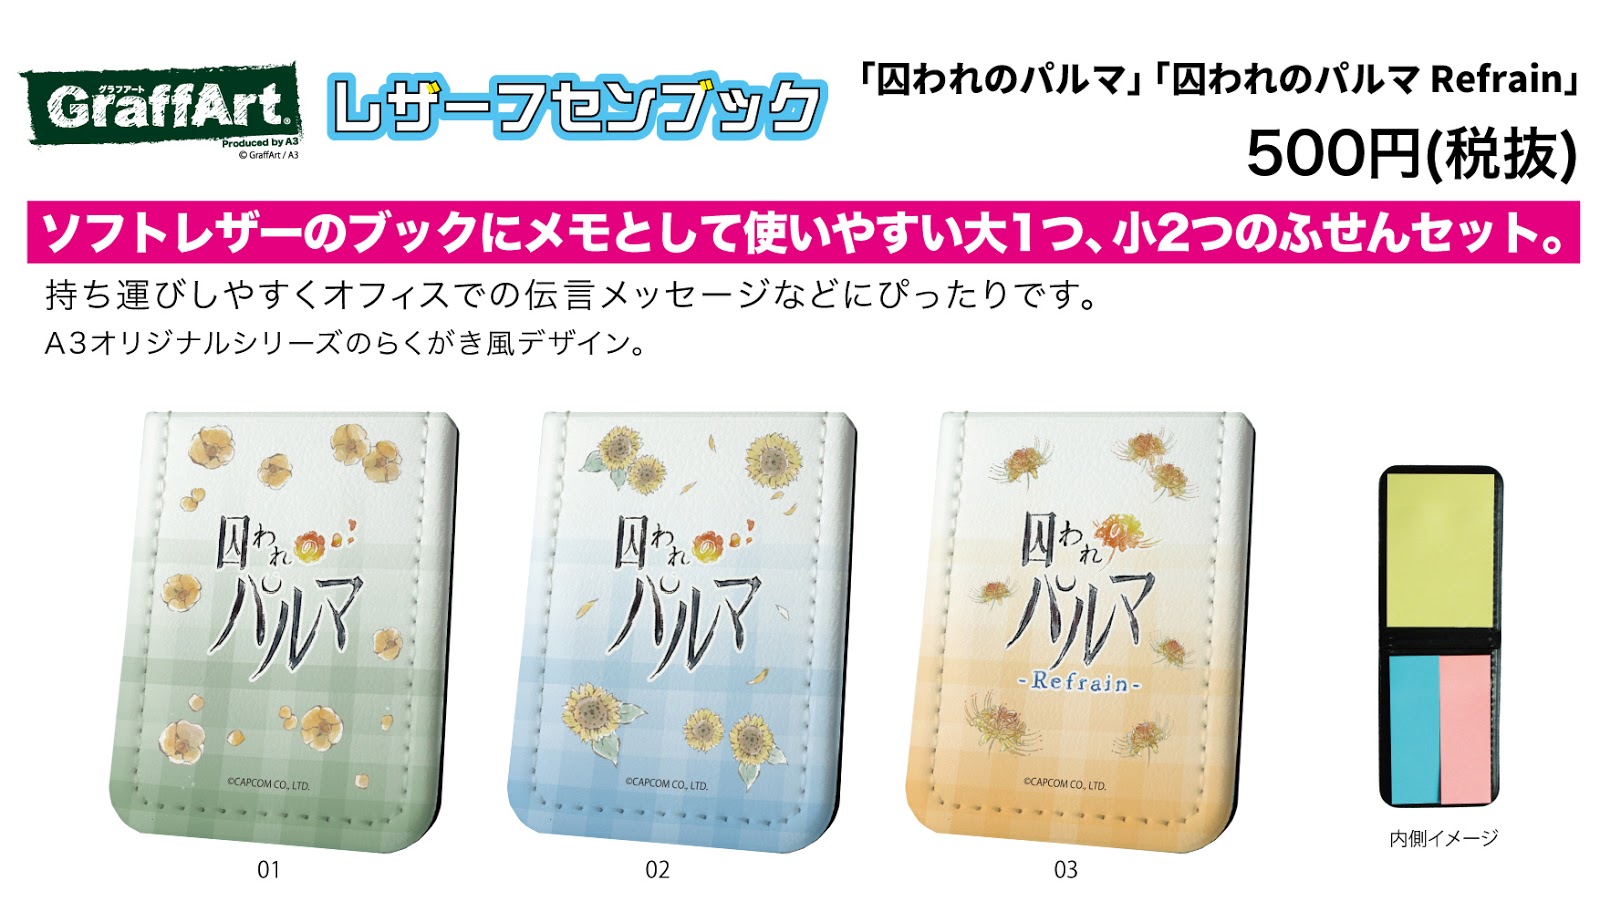 グラフアート
GraffArt®
Produced by A3
© GraffArt / A3
レザーフセンブック
「囚われのパルマ」「囚われのパルマ Refrain」
500円(税抜)
ソフトレザーのブックにメモとして使いやすい大1つ、小2つのふせんセット。
持ち運びしやすくオフィスでの伝言メッセージなどにぴったりです。
A3オリジナルシリーズのらくがき風デザイン。
囚われの
パルマ
©CAPCOM CO., LTD.
01
囚われの
パルマ
©CAPCOM CO., LTD.
02
囚われの
パルマ
-Refrain-
©CAPCOM CO., LTD.
03
内側イメージ